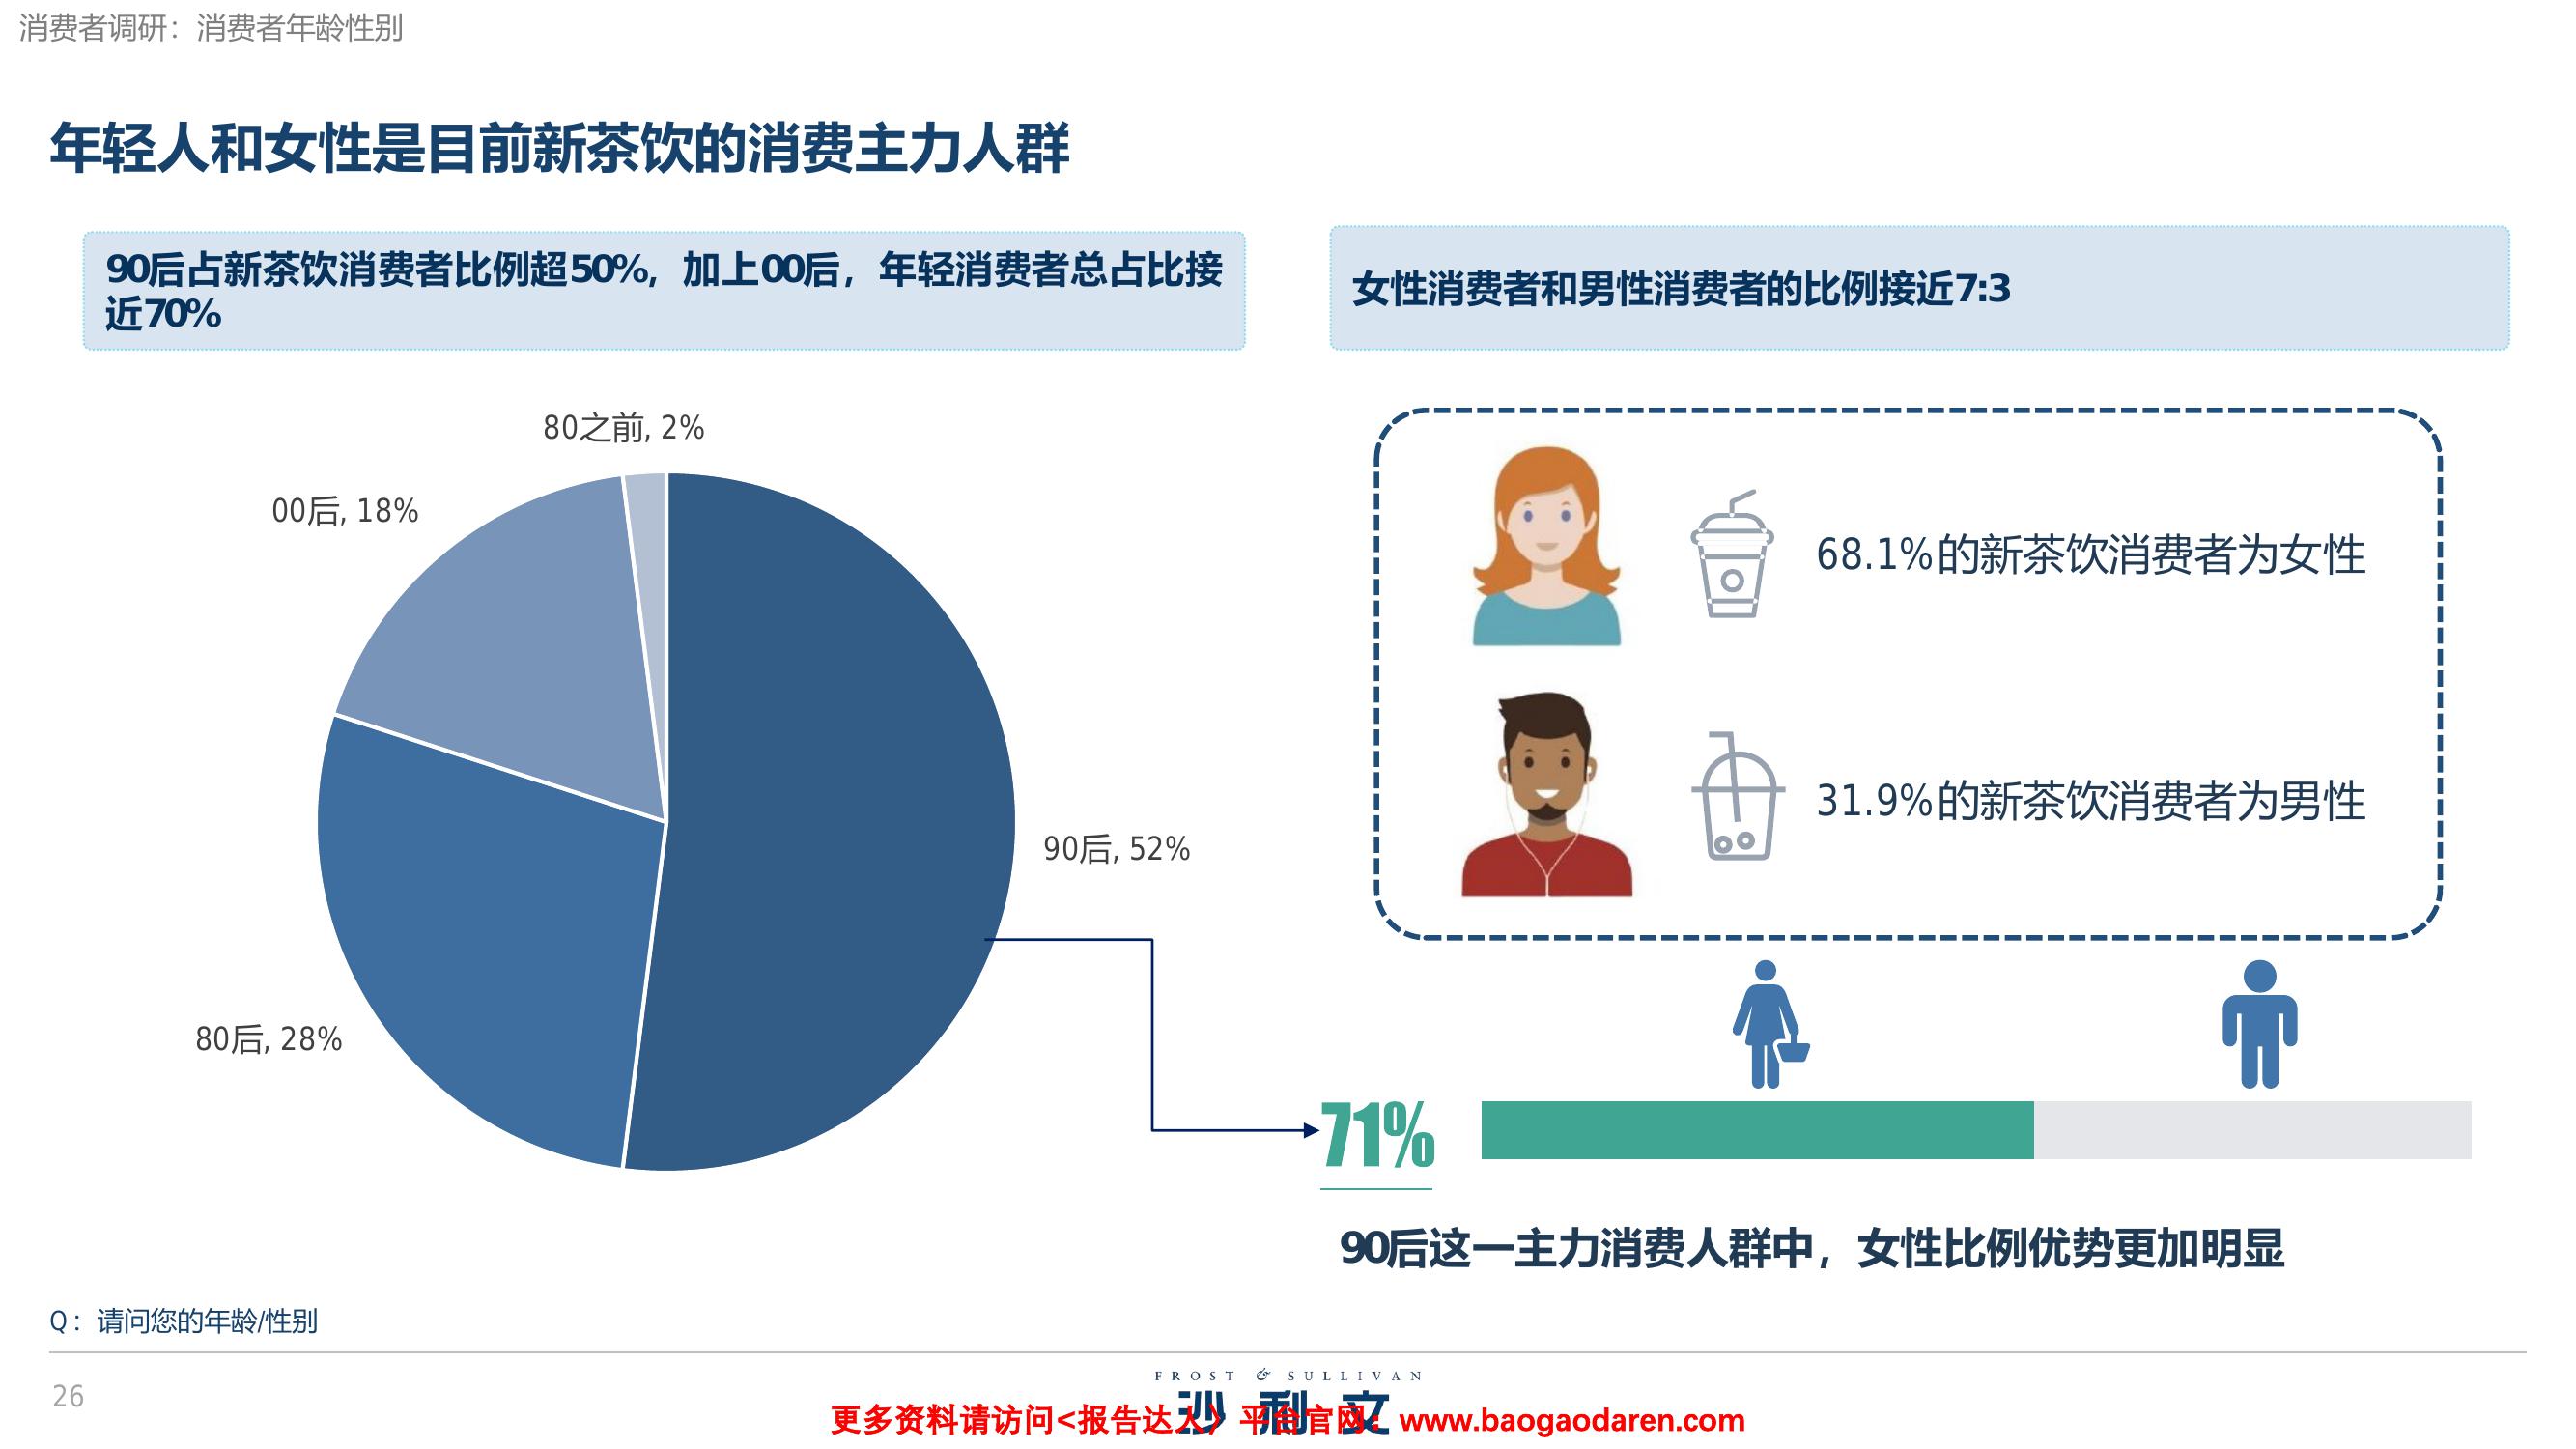 消费者调研：消费者年龄性别
年轻人和女性是目前新茶饮的消费主力人群
90后占新茶饮消费者比例超50%，加上00后，年轻消费者总占比接
近70%
女性消费者和男性消费者的比例接近7:3
80之前, 2%
00后, 18%
90后, 52%
80后, 28%
68.1%的新茶饮消费者为女性
31.9%的新茶饮消费者为男性
71%
90后这一主力消费人群中，女性比例优势更加明显
Q：请问您的年龄/性别
26
FROST & SULLIVAN
沙利文
更多资料请访问<报告达人>平台官网：www.baogaodaren.com